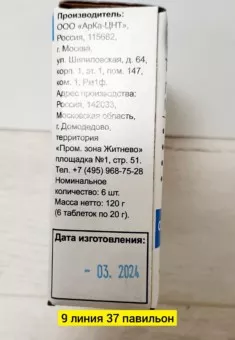 Производитель:
ООО «АрКа-ЦНТ»,
Россия, 115682,
г. Москва,
ул. Шипиловская, д. 64,
корп. 1, эт. 1, пом. 147,
ком. 1, РиIф.
Адрес производства:
Россия, 142033,
Московская область,
г. Домодедово,
территория
«Пром. зона Житнево»
площадка №1, стр. 51.
Тел. +7 (495) 968-75-28
Номинальное
количество: 6 шт.
Масса нетто: 120 г
(6 таблеток по 20 г).
Дата изготовления:
- 03. 2024
9 линия 37 павильон